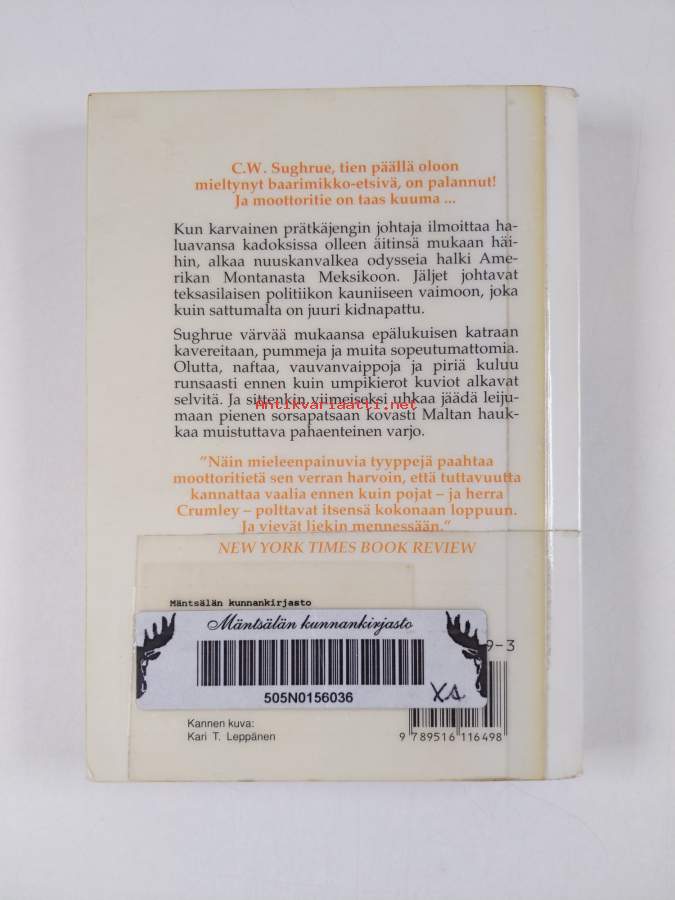 C.W. Sughrue, tien päällä oloon
mieltynyt baarimikko-etsivä, on palannut!
Ja moottoritie on taas kuuma ...
Kun karvainen prätkäjengin johtaja ilmoittaa ha-
luavansa kadoksissa olleen äitinsä mukaan häi-
hin, alkaa nuuskanvalkea odysseia halki Ame-
rikan Montanasta Meksikoon. Jäljet johtavat
teksasilaisen politiikon kauniiseen vaimoon, joka
kuin sattumalta on juuri kidnapattu.
Sughrue värvää mukaansa epälukuisen katraan
kavereitaan, pummeja ja muita sopeutumattomia.
Olutta, naftaa, vauvanvaippoja ja piriä kuluu
runsaasti ennen kuin umpikierot kuviot alkavat
selvitä. Ja sittenkin viimeiseksi uhkaa jäädä leiju-
Antikvariaatti.net
maan pienen sorsapatsaan kovasti Maltan hauk-
kaa muistuttava pahaenteinen varjo.
”Näin mieleenpainuvia tyyppejä paahtaa
moottoritietä sen verran harvoin, että tuttavuutta
kannattaa vaalia ennen kuin pojat – ja herra
Crumley – polttavat itsensä kokonaan loppuun.
Ja vievät liekin mennessään.”
NEW YORK TIMES BOOK REVIEW
Mäntsälän kunnankirjasto
Mäntsälän kunnankirjasto
9-3
505N0156036
XA
Kannen kuva:
Kari T. Leppänen
9 789516 116498